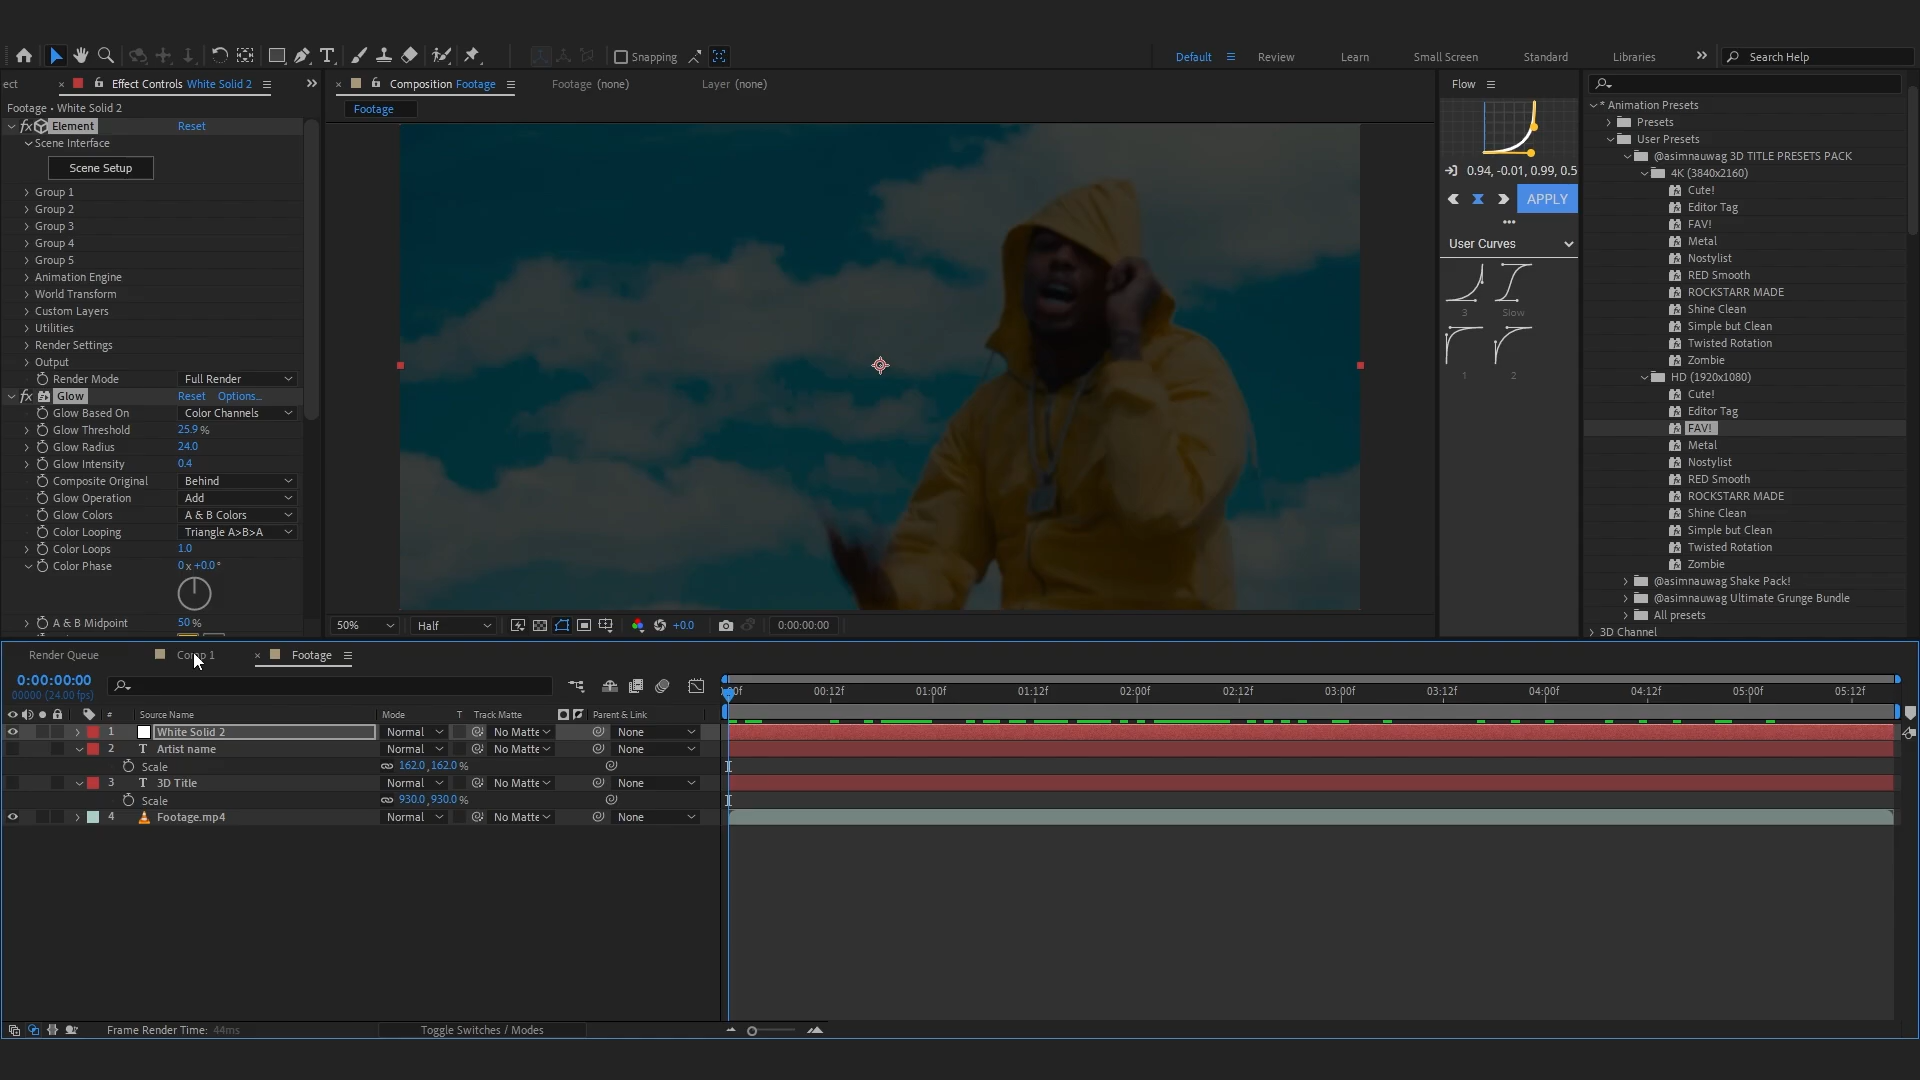 Snapping
Default
Review
Learn
Small Screen
Standard
Libraries
Search Help
ect
Effect Controls White Solid 2
Composition Footage
Footage (none)
Layer (none)
Flow
Footage • White Solid 2
Footage
Element Reset
Scene Interface
Scene Setup
Group 1
Group 2
Group 3
Group 4
Group 5
Animation Engine
World Transform
Custom Layers
Utilities
Render Settings
Output
Render Mode Full Render
Glow Reset Options...
Glow Based On Color Channels
Glow Threshold 25.9 %
Glow Radius 24.0
Glow Intensity 0.4
Composite Original Behind
Glow Operation Add
Glow Colors A & B Colors
Color Looping Triangle A>B>A
Color Loops 1.0
Color Phase 0 x +0.0 °
A & B Midpoint 50 %
50%
Half
+0.0
0:00:00:00
0.94, -0.01, 0.99, 0.5
APPLY
User Curves
3 Slow
1 2
* Animation Presets
Presets
User Presets
@asimnauwag 3D TITLE PRESETS PACK
4K (3840x2160)
Cute!
Editor Tag
FAV!
Metal
Nostylist
RED Smooth
ROCKSTARR MADE
Shine Clean
Simple but Clean
Twisted Rotation
Zombie
HD (1920x1080)
Cute!
Editor Tag
FAV!
Metal
Nostylist
RED Smooth
ROCKSTARR MADE
Shine Clean
Simple but Clean
Twisted Rotation
Zombie
@asimnauwag Shake Pack!
@asimnauwag Ultimate Grunge Bundle
All presets
3D Channel
Render Queue
Comp 1
Footage
0:00:00:00
00000 (24.00 fps)
00:12f 01:00f 01:12f 02:00f 02:12f 03:00f 03:12f 04:00f 04:12f 05:00f 05:12f
# Source Name Mode T Track Matte Parent & Link
1 White Solid 2 Normal No Matte None
2 T Artist name Normal No Matte None
Scale 162.0,162.0 %
3 T 3D Title Normal No Matte None
Scale 930.0,930.0 %
4 Footage.mp4 Normal No Matte None
Frame Render Time: 44ms
Toggle Switches / Modes